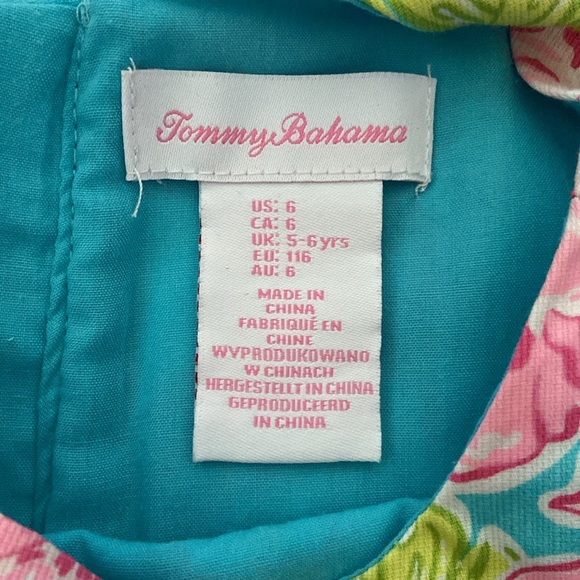 Tommy Bahama
US: 6
CA: 6
UK: 5-6 yrs
EU: 116
AU: 6
MADE IN
CHINA
FABRIQUÉ EN
CHINE
WYPRODUKOWANO
W CHINACH
HERGESTELLT IN CHINA
GEPRODUCEERD
IN CHINA